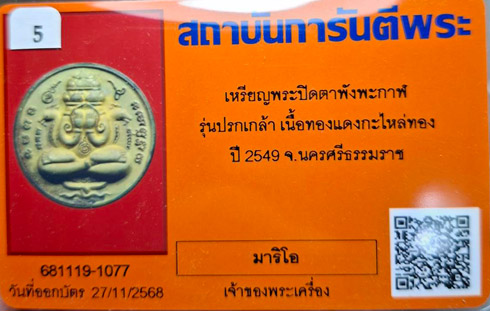 5
สถาบันการันตีพระ
เหรียญพระปิดตาพังพะกาฬ
รุ่นปรกเกล้า เนื้อทองแดงกะไหล่ทอง
ปี 2549 จ.นครศรีธรรมราช
681119-1077
วันที่ออกบัตร 27/11/2568
มาริโอ
เจ้าของพระเครื่อง